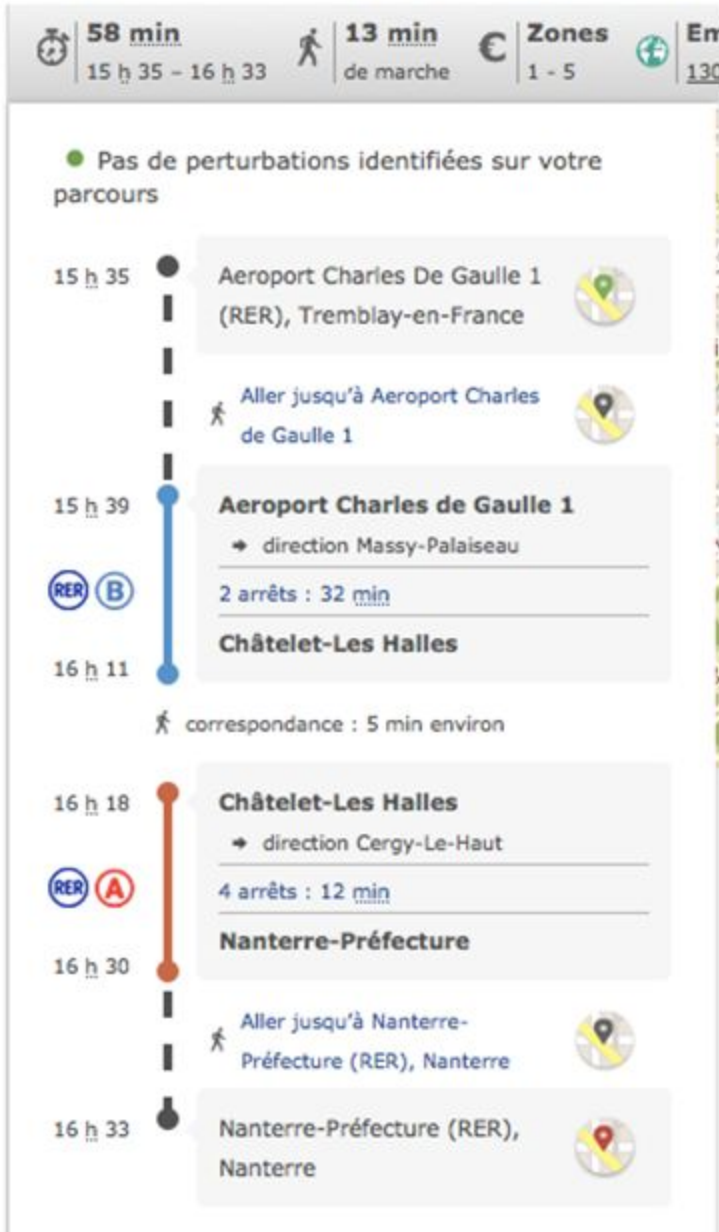 58 min
15 h 35 – 16 h 33
13 min
de marche
€
Zones
1 - 5
Em
130
Pas de perturbations identifiées sur votre
parcours
15 h 35
Aeroport Charles De Gaulle 1
(RER), Tremblay-en-France
Aller jusqu'à Aeroport Charles
de Gaulle 1
15 h 39
Aeroport Charles de Gaulle 1
direction Massy-Palaiseau
RER B
2 arrêts : 32 min
Châtelet-Les Halles
16 h 11
correspondance : 5 min environ
16 h 18
Châtelet-Les Halles
direction Cergy-Le-Haut
RER A
4 arrêts : 12 min
Nanterre-Préfecture
16 h 30
Aller jusqu'à Nanterre-
Préfecture (RER), Nanterre
16 h 33
Nanterre-Préfecture (RER),
Nanterre